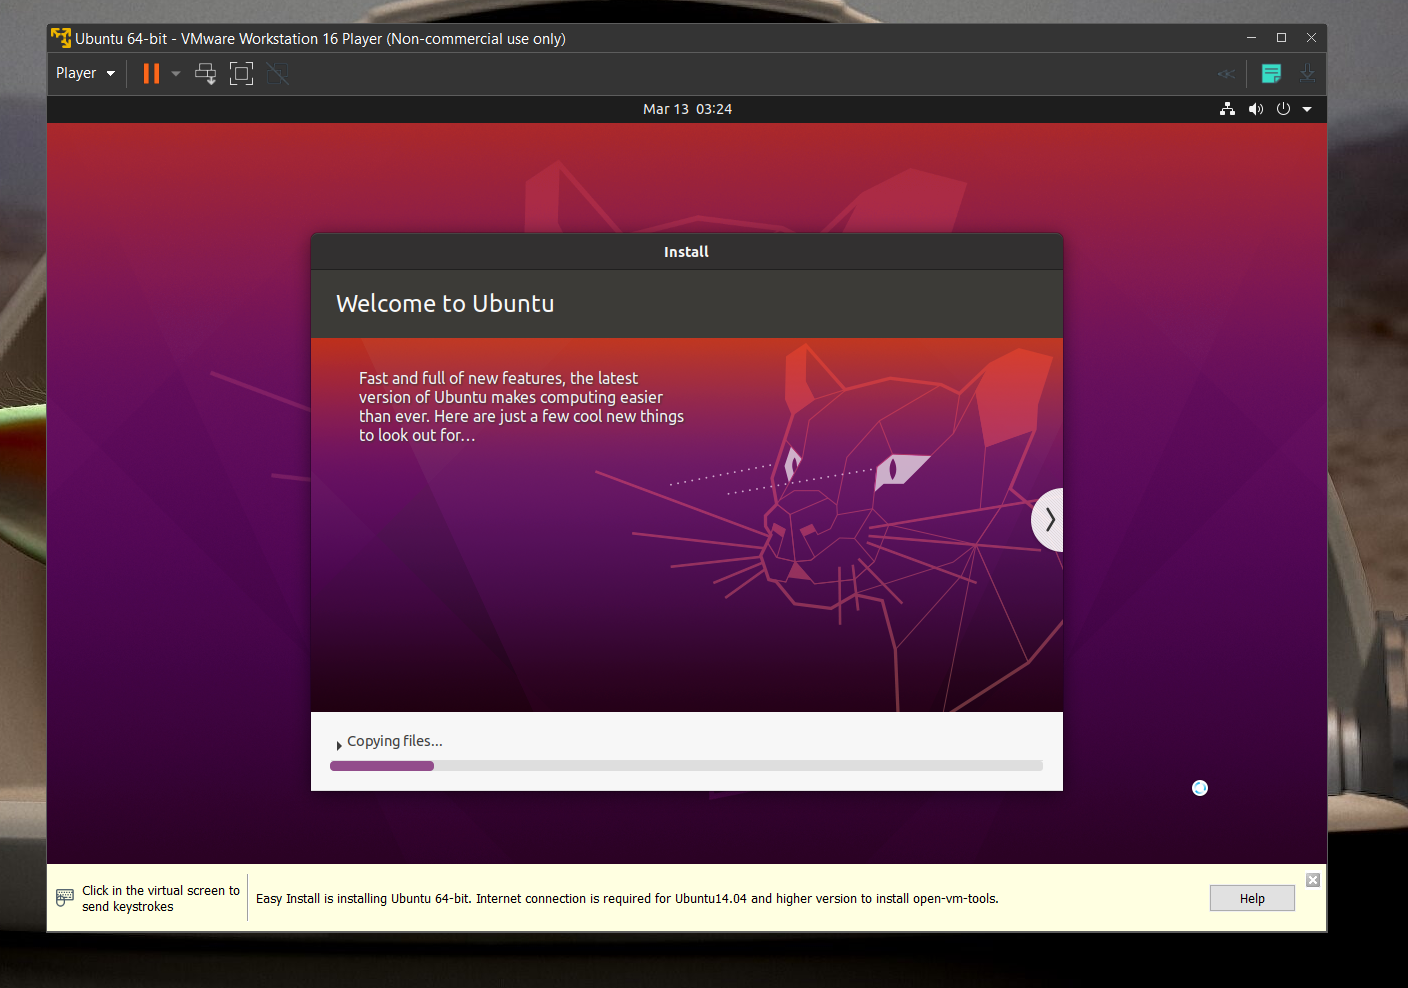 Ubuntu 64-bit - VMware Workstation 16 Player (Non-commercial use only)
Player
Mar 13 03:24
Install
Welcome to Ubuntu
Fast and full of new features, the latest
version of Ubuntu makes computing easier
than ever. Here are just a few cool new things
to look out for...
Copying files...
Click in the virtual screen to
send keystrokes
Easy Install is installing Ubuntu 64-bit. Internet connection is required for Ubuntu14.04 and higher version to install open-vm-tools.
Help